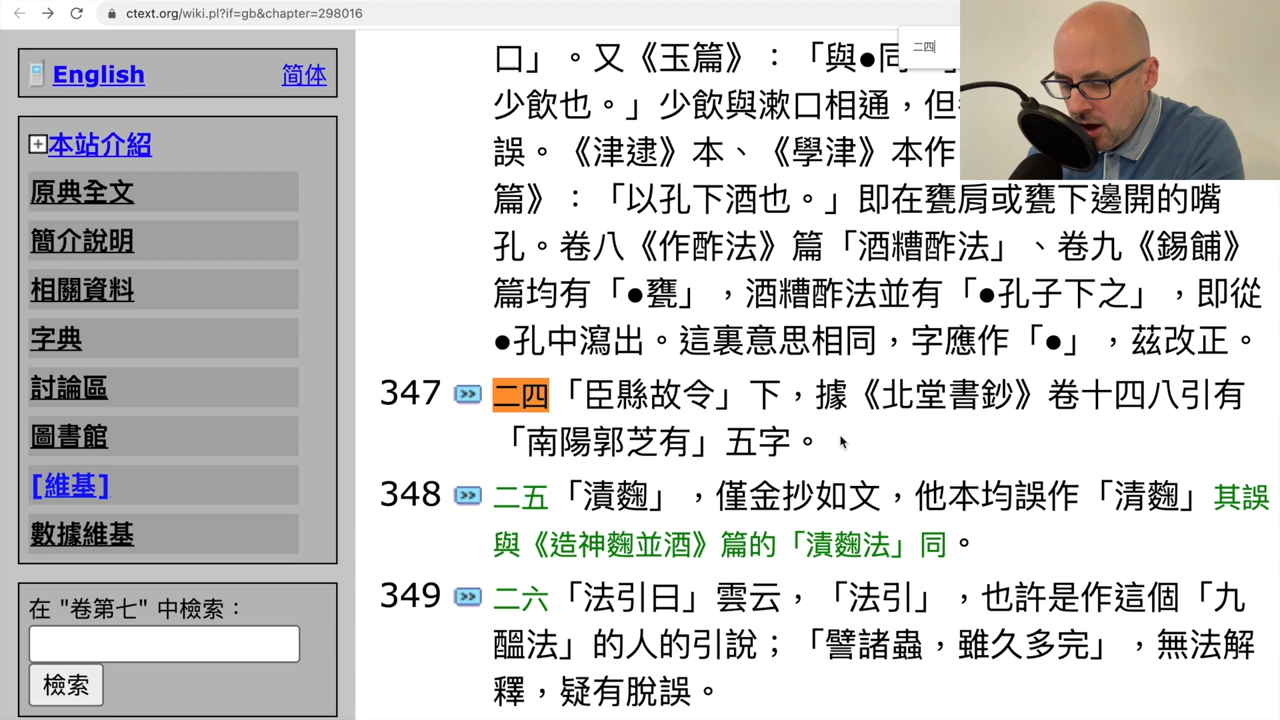 ctext.org/wiki.pl?if=gb&chapter=298016
二四
English
简体
本站介紹
原典全文
簡介說明
相關資料
字典
討論區
圖書館
[維基]
數據維基
在 "卷第七" 中檢索：
檢索
口」。又《玉篇》：「與●同
少飲也。」少飲與漱口相通，但
誤。《津逮》本、《學津》本作
篇》：「以孔下酒也。」即在甕肩或甕下邊開的嘴
孔。卷八《作酢法》篇「酒糟酢法」、卷九《錫餔》
篇均有「●甕」，酒糟酢法並有「●孔子下之」，即從
●孔中瀉出。這裏意思相同，字應作「●」，茲改正。
347 二四「臣縣故令」下，據《北堂書鈔》卷十四八引有
「南陽郭芝有」五字。
348 二五「漬麴」，僅金抄如文，他本均誤作「清麴」其誤
與《造神麴並酒》篇的「漬麴法」同。
349 二六「法引曰」雲云，「法引」，也許是作這個「九
醞法」的人的引說；「譬諸蟲，雖久多完」，無法解
釋，疑有脫誤。